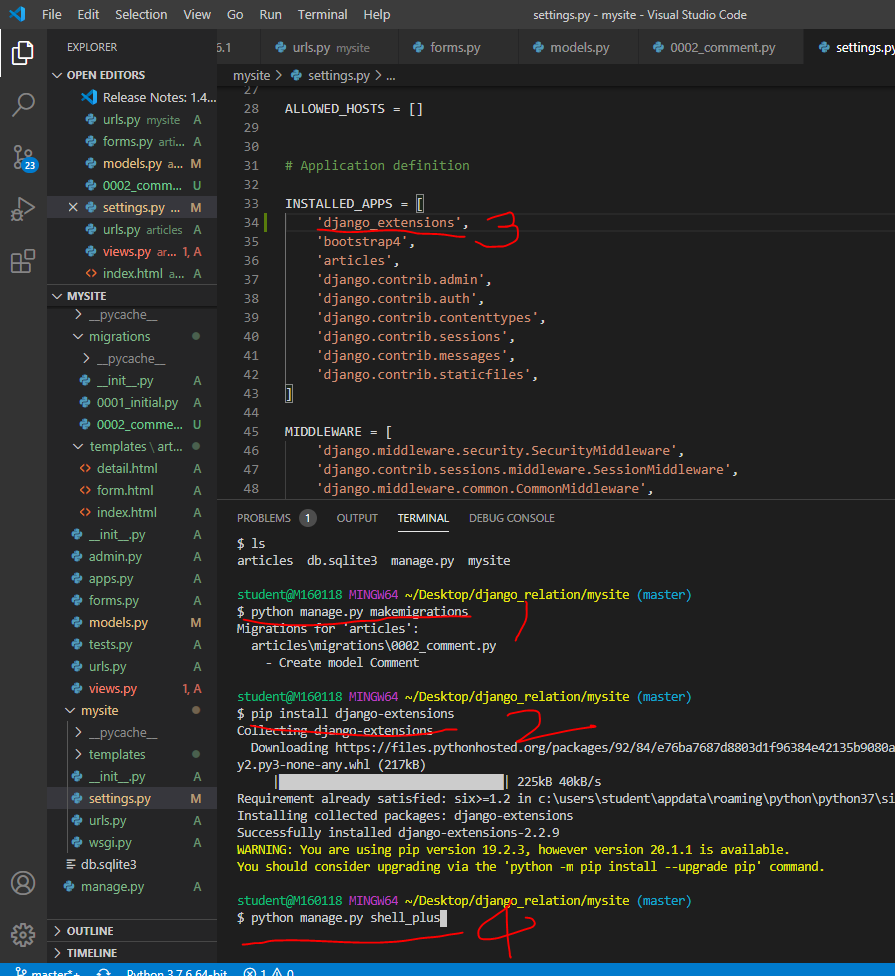 File Edit Selection View Go Run Terminal Help
settings.py - mysite - Visual Studio Code
EXPLORER
OPEN EDITORS
Release Notes: 1.4...
urls.py mysite A
forms.py arti... A
models.py a... M
0002_comm... U
settings.py ... M
urls.py articles A
views.py ar... 1, A
index.html a... A
MYSITE
__pycache__
migrations
__pycache__
__init__.py A
0001_initial.py A
0002_comme... U
templates \ art...
detail.html A
form.html A
index.html A
__init__.py A
admin.py A
apps.py A
forms.py A
models.py M
tests.py A
urls.py A
views.py 1, A
mysite
__pycache__
templates
__init__.py A
settings.py M
urls.py A
wsgi.py A
db.sqlite3
manage.py A
OUTLINE
TIMELINE
6.1 urls.py mysite forms.py models.py 0002_comment.py settings.py
mysite > settings.py > ...
27
28 ALLOWED_HOSTS = []
29
30
31 # Application definition
32
33 INSTALLED_APPS = [
34 'django_extensions', 3
35 'bootstrap4',
36 'articles',
37 'django.contrib.admin',
38 'django.contrib.auth',
39 'django.contrib.contenttypes',
40 'django.contrib.sessions',
41 'django.contrib.messages',
42 'django.contrib.staticfiles',
43 ]
44
45 MIDDLEWARE = [
46 'django.middleware.security.SecurityMiddleware',
47 'django.contrib.sessions.middleware.SessionMiddleware',
48 'django.middleware.common.CommonMiddleware',
PROBLEMS 1 OUTPUT TERMINAL DEBUG CONSOLE
$ ls
articles db.sqlite3 manage.py mysite
student@M160118 MINGW64 ~/Desktop/django_relation/mysite (master)
$ python manage.py makemigrations 1
Migrations for 'articles':
articles\migrations\0002_comment.py
- Create model Comment
student@M160118 MINGW64 ~/Desktop/django_relation/mysite (master)
$ pip install django-extensions 2
Collecting django-extensions
Downloading https://files.pythonhosted.org/packages/92/84/e76ba7687d8803d1f96384e42135b9080a
y2.py3-none-any.whl (217kB)
| | 225kB 40kB/s
Requirement already satisfied: six>=1.2 in c:\users\student\appdata\roaming\python\python37\si
Installing collected packages: django-extensions
Successfully installed django-extensions-2.2.9
WARNING: You are using pip version 19.2.3, however version 20.1.1 is available.
You should consider upgrading via the 'python -m pip install --upgrade pip' command.
student@M160118 MINGW64 ~/Desktop/django_relation/mysite (master)
$ python manage.py shell_plus 4
23
master*+ Python 3.7.6 64-bit 1 0